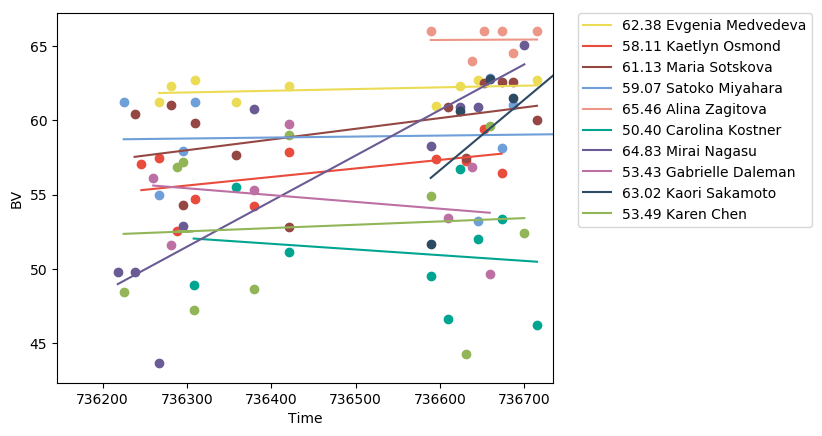 65
60
55
50
45
BV
736200 736300 736400 736500 736600 736700
Time
62.38 Evgenia Medvedeva
58.11 Kaetlyn Osmond
61.13 Maria Sotskova
59.07 Satoko Miyahara
65.46 Alina Zagitova
50.40 Carolina Kostner
64.83 Mirai Nagasu
53.43 Gabrielle Daleman
63.02 Kaori Sakamoto
53.49 Karen Chen